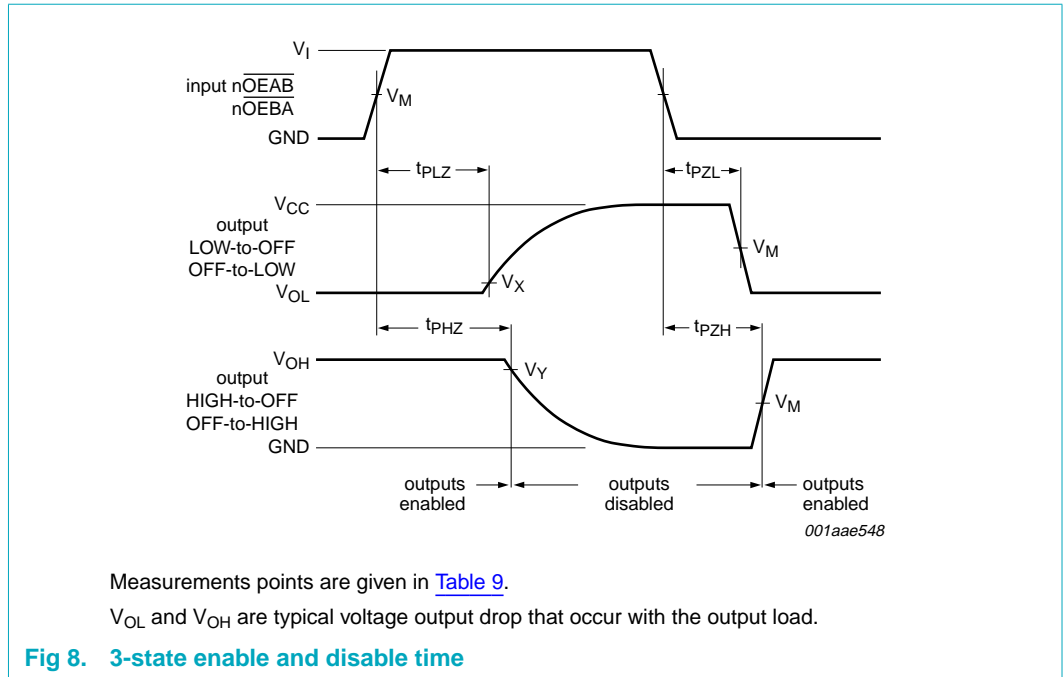 VI
input nOEAB
VM
nOEBA
GND
tPLZ
tPZL
VCC
output
LOW-to-OFF
VM
OFF-to-LOW
VX
VOL
tPHZ
tPZH
VOH
VY
output
HIGH-to-OFF
VM
OFF-to-HIGH
GND
outputs enabled
outputs disabled
outputs enabled
001aae548
Measurements points are given in Table 9.
VOL and VOH are typical voltage output drop that occur with the output load.
Fig 8. 3-state enable and disable time